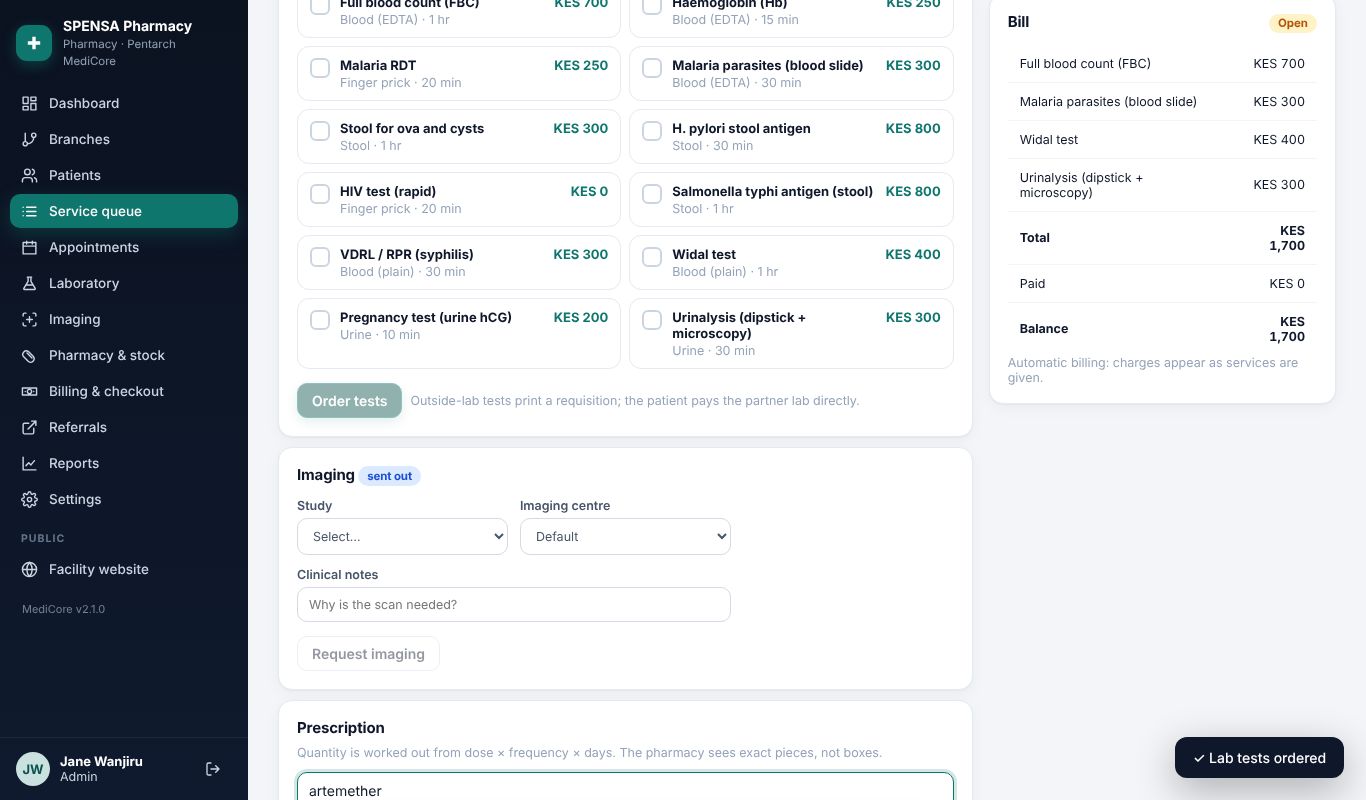 SPENSA Pharmacy
Pharmacy · Pentarch
MediCore
Dashboard
Branches
Patients
Service queue
Appointments
Laboratory
Imaging
Pharmacy & stock
Billing & checkout
Referrals
Reports
Settings
PUBLIC
Facility website
MediCore v2.1.0
JW
Jane Wanjiru
Admin
Full blood count (FBC) KES 700
Blood (EDTA) · 1 hr
Haemoglobin (Hb) KES 250
Blood (EDTA) · 15 min
Malaria RDT KES 250
Finger prick · 20 min
Malaria parasites (blood slide) KES 300
Blood (EDTA) · 30 min
Stool for ova and cysts KES 300
Stool · 1 hr
H. pylori stool antigen KES 800
Stool · 30 min
HIV test (rapid) KES 0
Finger prick · 20 min
Salmonella typhi antigen (stool) KES 800
Stool · 1 hr
VDRL / RPR (syphilis) KES 300
Blood (plain) · 30 min
Widal test KES 400
Blood (plain) · 1 hr
Pregnancy test (urine hCG) KES 200
Urine · 10 min
Urinalysis (dipstick + KES 300
microscopy)
Urine · 30 min
Order tests Outside-lab tests print a requisition; the patient pays the partner lab directly.
Imaging sent out
Study Imaging centre
Select... Default
Clinical notes
Why is the scan needed?
Request imaging
Prescription
Quantity is worked out from dose × frequency × days. The pharmacy sees exact pieces, not boxes.
artemether
Bill Open
Full blood count (FBC) KES 700
Malaria parasites (blood slide) KES 300
Widal test KES 400
Urinalysis (dipstick + KES 300
microscopy)
Total KES
1,700
Paid KES 0
Balance KES
1,700
Automatic billing: charges appear as services are
given.
✓ Lab tests ordered